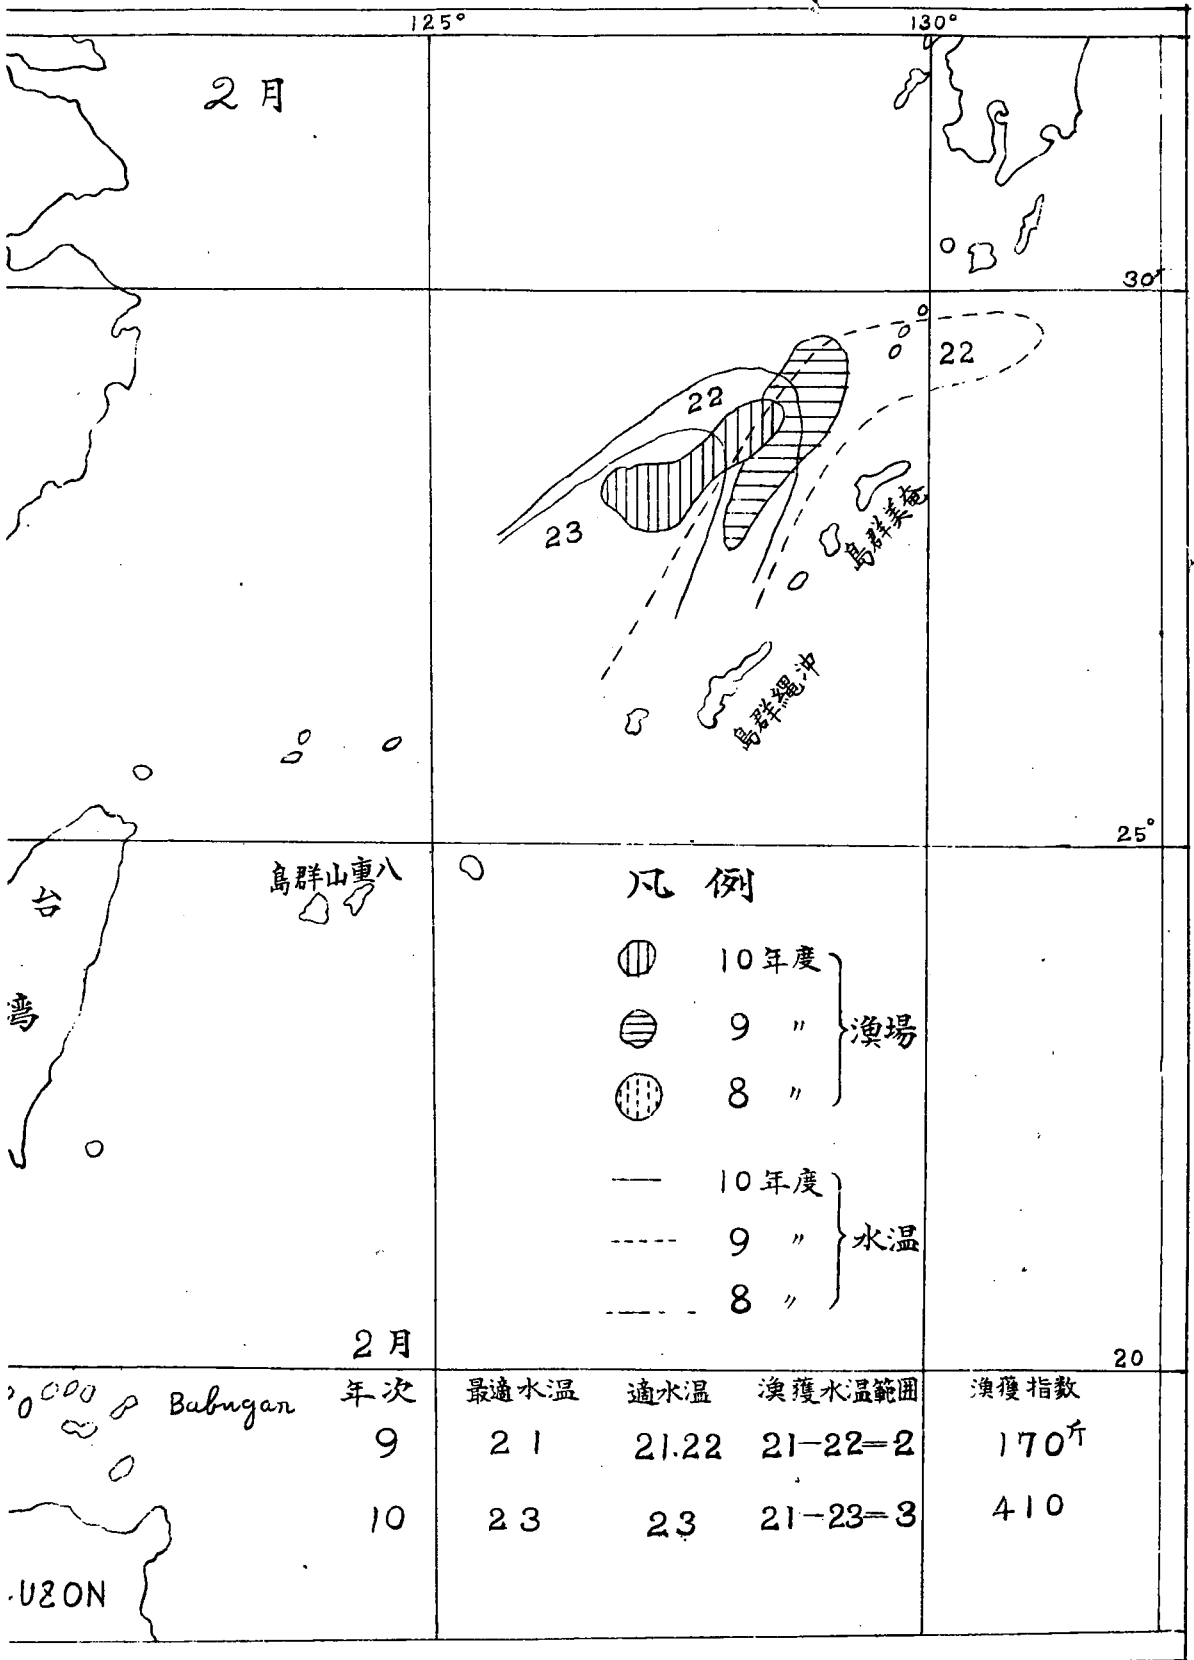 125° 130°
2月
30°
22
22
23
島群美奄
島群縄沖
25°
島群山重八
台
湾
凡例
10年度
9 〃 漁場
8 〃
10年度
9 〃 水温
8 〃
2月
20
Babugan
年次 最適水温 適水温 漁獲水温範囲 漁獲指数
9 21 21.22 21-22=2 170斤
10 23 23 21-23=3 410
UZON